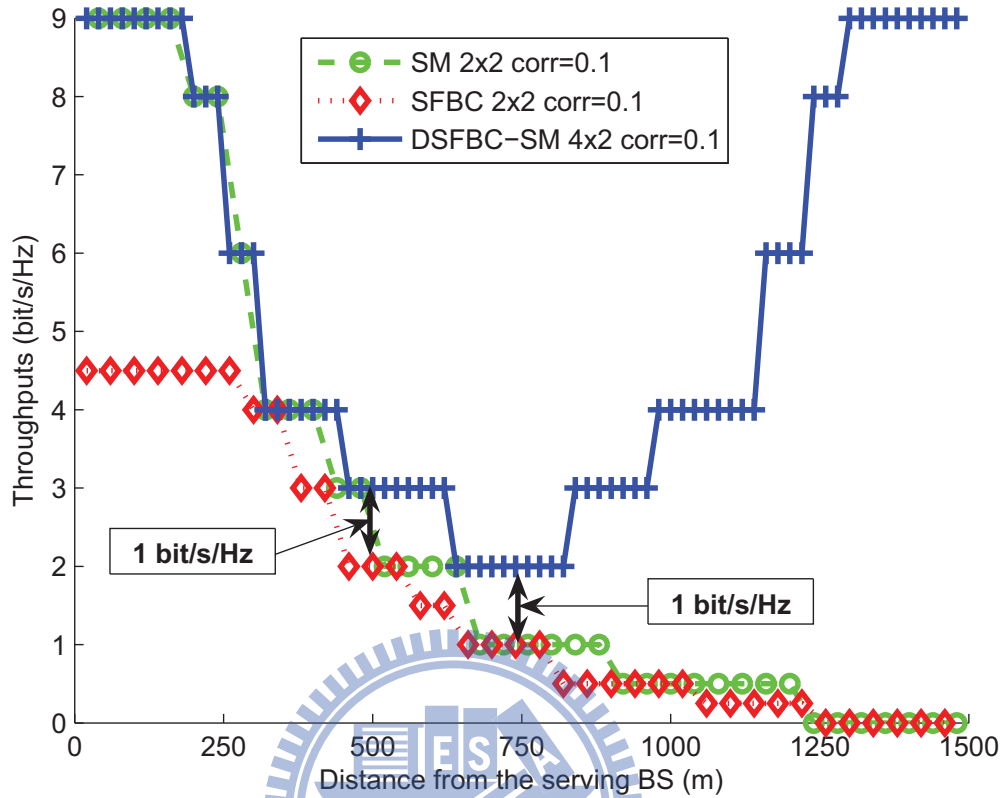 9
8
7
6
5
4
3
2
1
0
Throughputs (bit/s/Hz)
SM 2x2 corr=0.1
SFBC 2x2 corr=0.1
DSFBC−SM 4x2 corr=0.1
1 bit/s/Hz
1 bit/s/Hz
ES
0 250 500 750 1000 1250 1500
Distance from the serving BS (m)